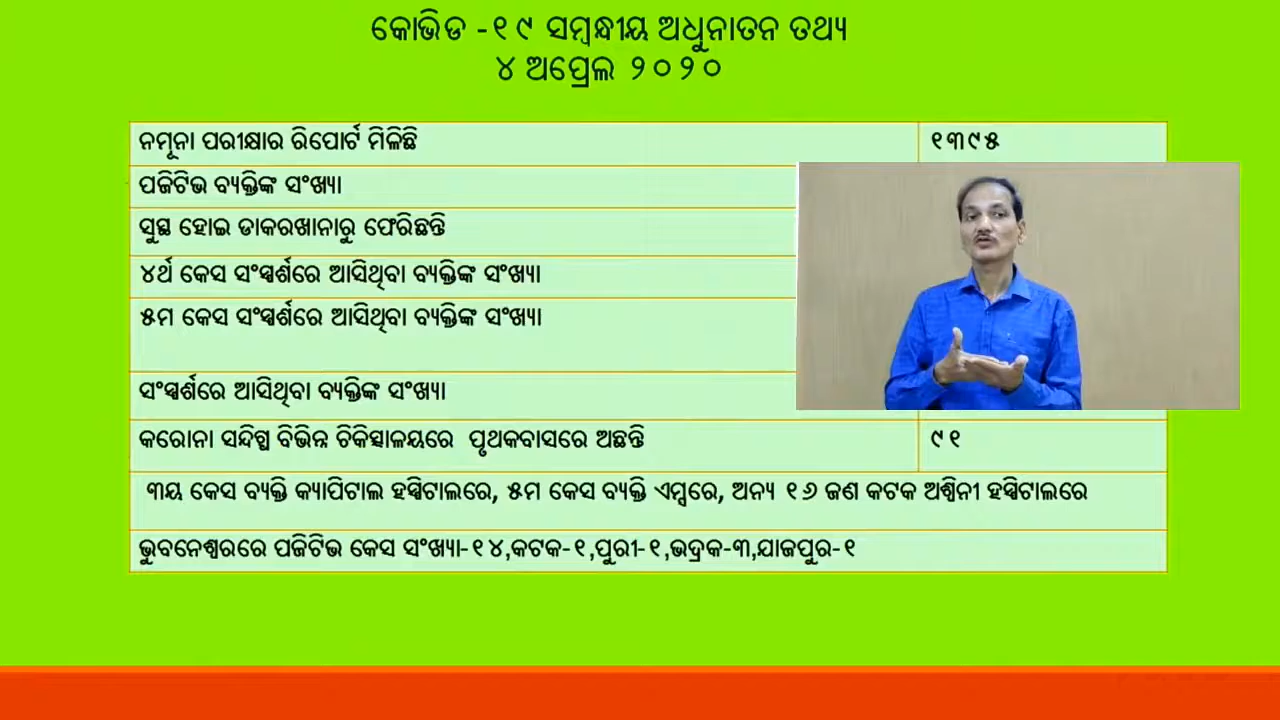 କୋଭିଡ -୧୯ ସମ୍ବନ୍ଧୀୟ ଅଧୁନାତନ ତଥ୍ୟ
୪ ଅପ୍ରେଲ ୨୦୨୦
ନମୂନା ପରୀକ୍ଷାର ରିପୋର୍ଟ ମିଳିଛି ୧୩୯୫
ପଜିଟିଭ ବ୍ୟକ୍ତିଙ୍କ ସଂଖ୍ୟା
ସୁସ୍ଥ ହୋଇ ଡାକରଖାନାରୁ ଫେରିଛନ୍ତି
୪ର୍ଥ କେସ ସଂସ୍ପର୍ଶରେ ଆସିଥିବା ବ୍ୟକ୍ତିଙ୍କ ସଂଖ୍ୟା
୫ମ କେସ ସଂସ୍ପର୍ଶରେ ଆସିଥିବା ବ୍ୟକ୍ତିଙ୍କ ସଂଖ୍ୟା
ସଂସ୍ପର୍ଶରେ ଆସିଥିବା ବ୍ୟକ୍ତିଙ୍କ ସଂଖ୍ୟା
କରୋନା ସନ୍ଦିଗ୍ଧ ବିଭିନ୍ନ ଚିକିତ୍ସାଳୟରେ ପୃଥକବାସରେ ଅଛନ୍ତି ୯୧
୩ୟ କେସ ବ୍ୟକ୍ତି କ୍ୟାପିଟାଲ ହସ୍ପିଟାଲରେ, ୫ମ କେସ ବ୍ୟକ୍ତି ଏମ୍ସରେ, ଅନ୍ୟ ୧୬ ଜଣ କଟକ ଅଶ୍ୱିନୀ ହସ୍ପିଟାଲରେ
ଭୁବନେଶ୍ୱରରେ ପଜିଟିଭ କେସ ସଂଖ୍ୟା-୧୪,କଟକ-୧,ପୁରୀ-୧,ଭଦ୍ରକ-୩,ଯାଜପୁର-୧